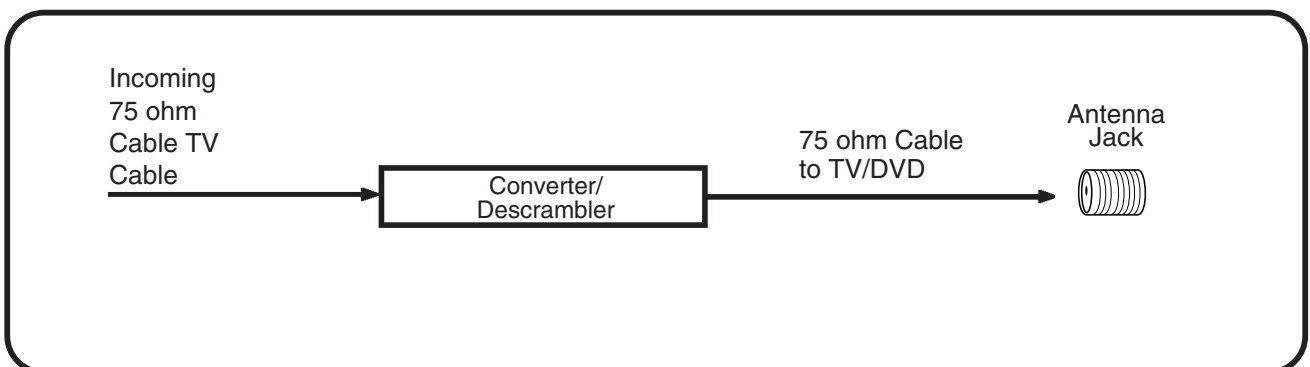 Incoming
75 ohm
Cable TV
Cable
Converter/
Descrambler
75 ohm Cable
to TV/DVD
Antenna
Jack